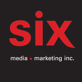 six
media + marketing inc.